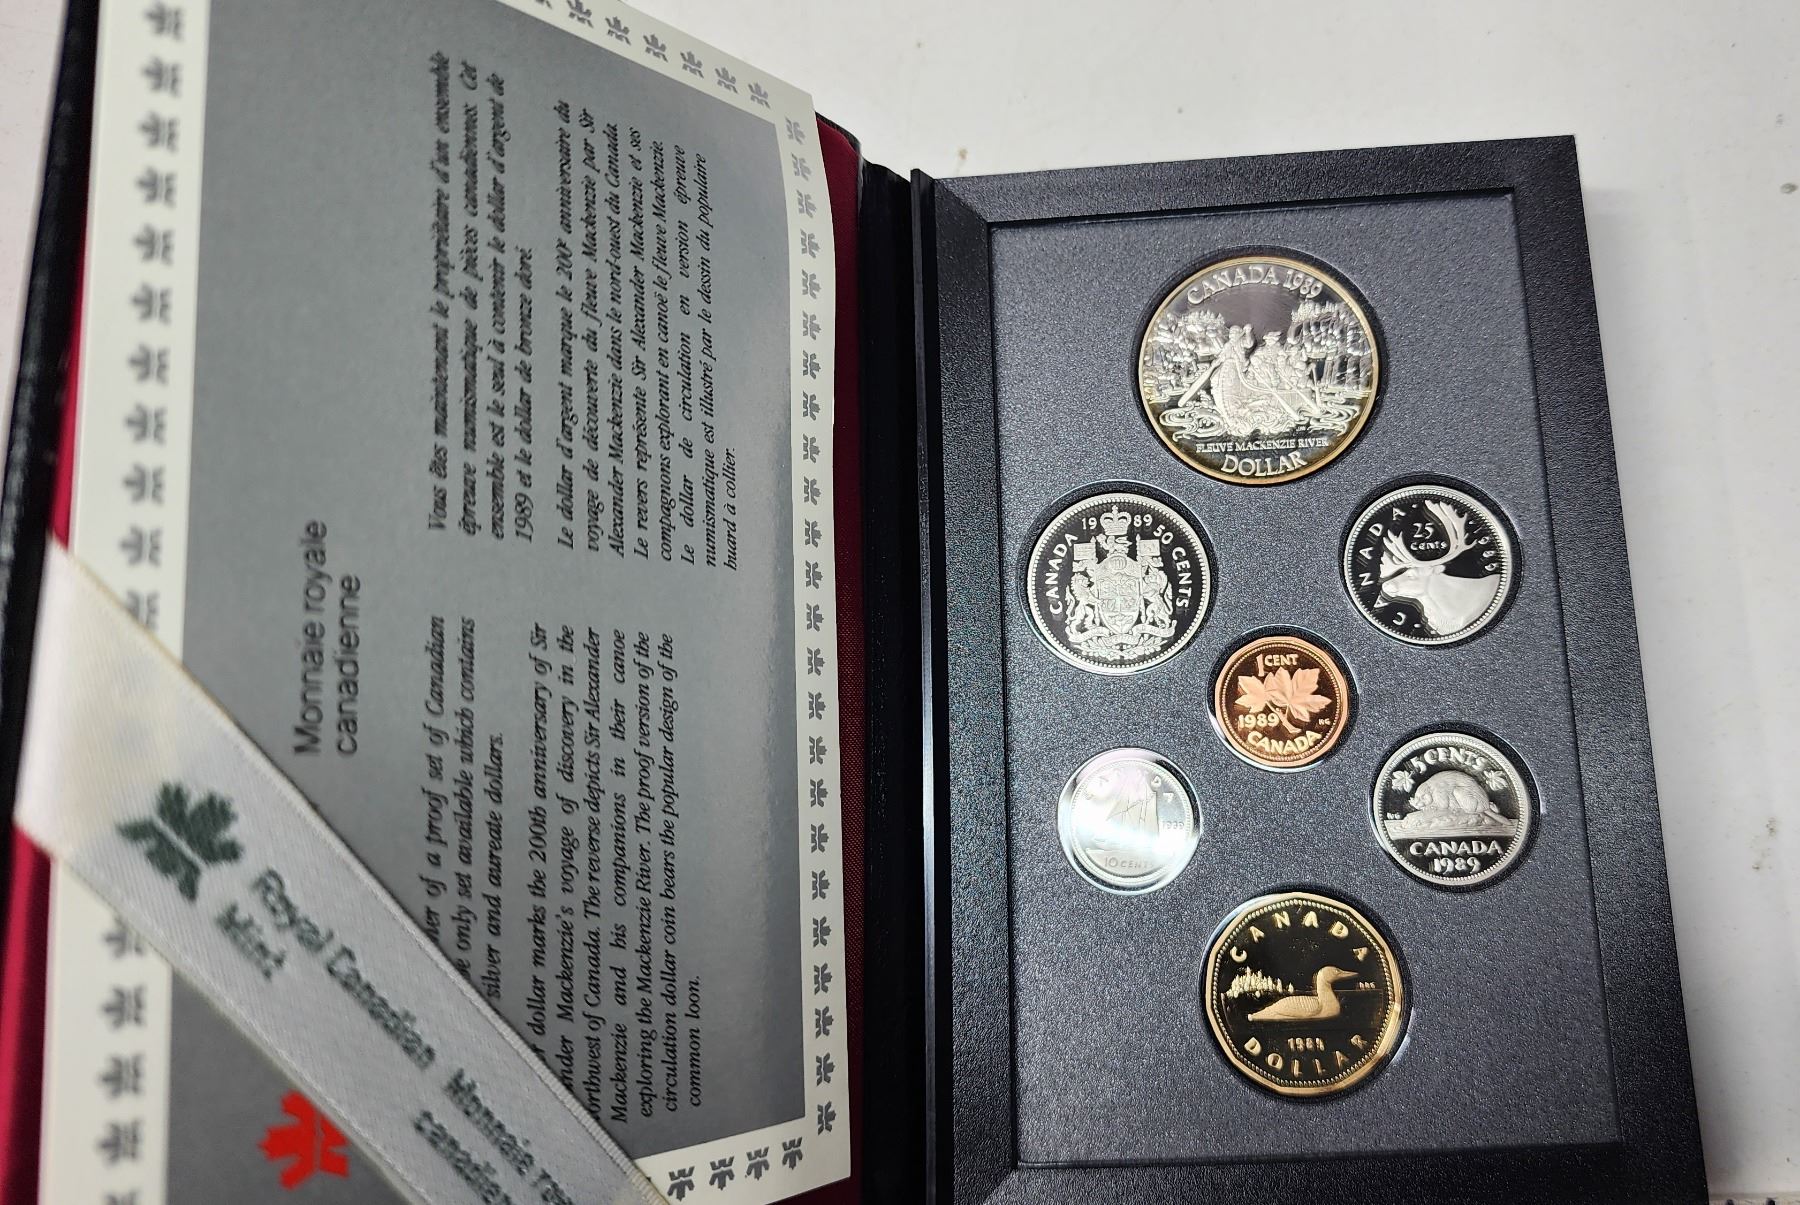 Monnaie royale
canadienne
Vous êtes maintenant le propriétaire d'un ensemble
épreuve numismatique de pièces canadiennes. Cet
ensemble est le seul à contenir le dollar d'argent de
1989 et le dollar de bronze doré.
Le dollar d'argent marque le 200e anniversaire du
voyage de découverte du fleuve Mackenzie par Sir
Alexander Mackenzie dans le nord-ouest du Canada.
Le revers représente Sir Alexander Mackenzie et ses
compagnons explorant en canoë le fleuve Mackenzie.
Le dollar de circulation en version épreuve
numismatique est illustré par le dessin du populaire
huard à collier.
of a proof set of Canadian
only set available which contains
silver and aureate dollars.
dollar marks the 200th anniversary of Sir
Mackenzie's voyage of discovery in the
of Canada. The reverse depicts Sir Alexander
Mackenzie and his companions in their canoe
exploring the Mackenzie River. The proof version of the
circulation dollar coin bears the popular design of the
common loon.
Royal Canadian
Mint
Monnaie
CANADA 1989
FLEUVE MACKENZIE RIVER
DOLLAR
CANADA 1989 50 CENTS
CANADA 1989
25
CENTS
1 CENT
1989
RG
CANADA
CANADA
1989
10 CENTS
5 CENTS
RG
CANADA
1989
CANADA
RRC
1989
DOLLAR